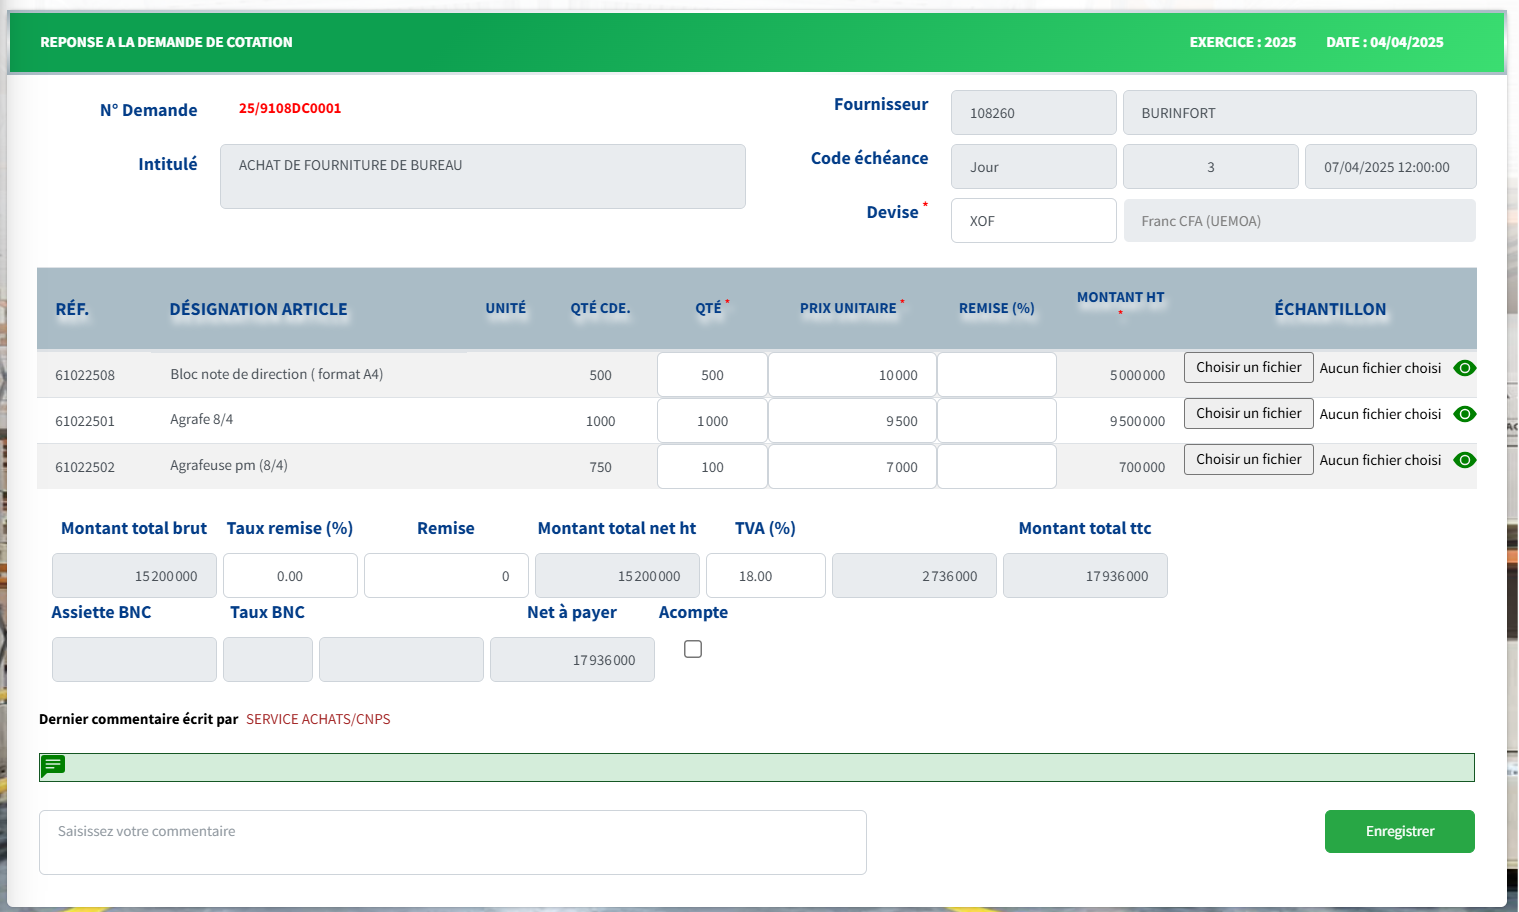 REPONSE A LA DEMANDE DE COTATION EXERCICE : 2025 DATE : 04/04/2025
N° Demande 25/9108DC0001
Fournisseur 108260 BURINFORT
Intitulé ACHAT DE FOURNITURE DE BUREAU
Code échéance Jour 3 07/04/2025 12:00:00
Devise * XOF Franc CFA (UEMOA)
RÉF. DÉSIGNATION ARTICLE UNITÉ QTÉ CDE. QTÉ * PRIX UNITAIRE * REMISE (%) MONTANT HT * ÉCHANTILLON
61022508 Bloc note de direction ( format A4) 500 500 10 000 5 000 000 Choisir un fichier Aucun fichier choisi
61022501 Agrafe 8/4 1000 1 000 9 500 9 500 000 Choisir un fichier Aucun fichier choisi
61022502 Agrafeuse pm (8/4) 750 100 7 000 700 000 Choisir un fichier Aucun fichier choisi
Montant total brut Taux remise (%) Remise Montant total net ht TVA (%) Montant total ttc
15 200 000 0.00 0 15 200 000 18.00 2 736 000 17 936 000
Assiette BNC Taux BNC Net à payer Acompte
17 936 000
Dernier commentaire écrit par SERVICE ACHATS/CNPS
Saisissez votre commentaire
Enregistrer